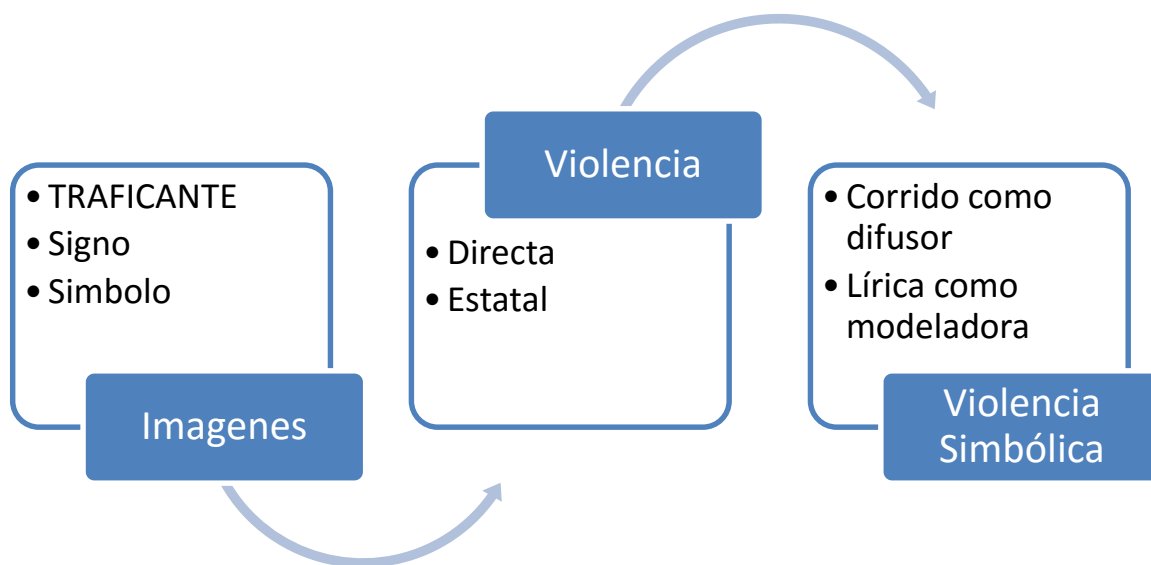 • TRAFICANTE
• Signo
• Simbolo
Imagenes
Violencia
• Directa
• Estatal
• Corrido como
difusor
• Lírica como
modeladora
Violencia
Simbólica